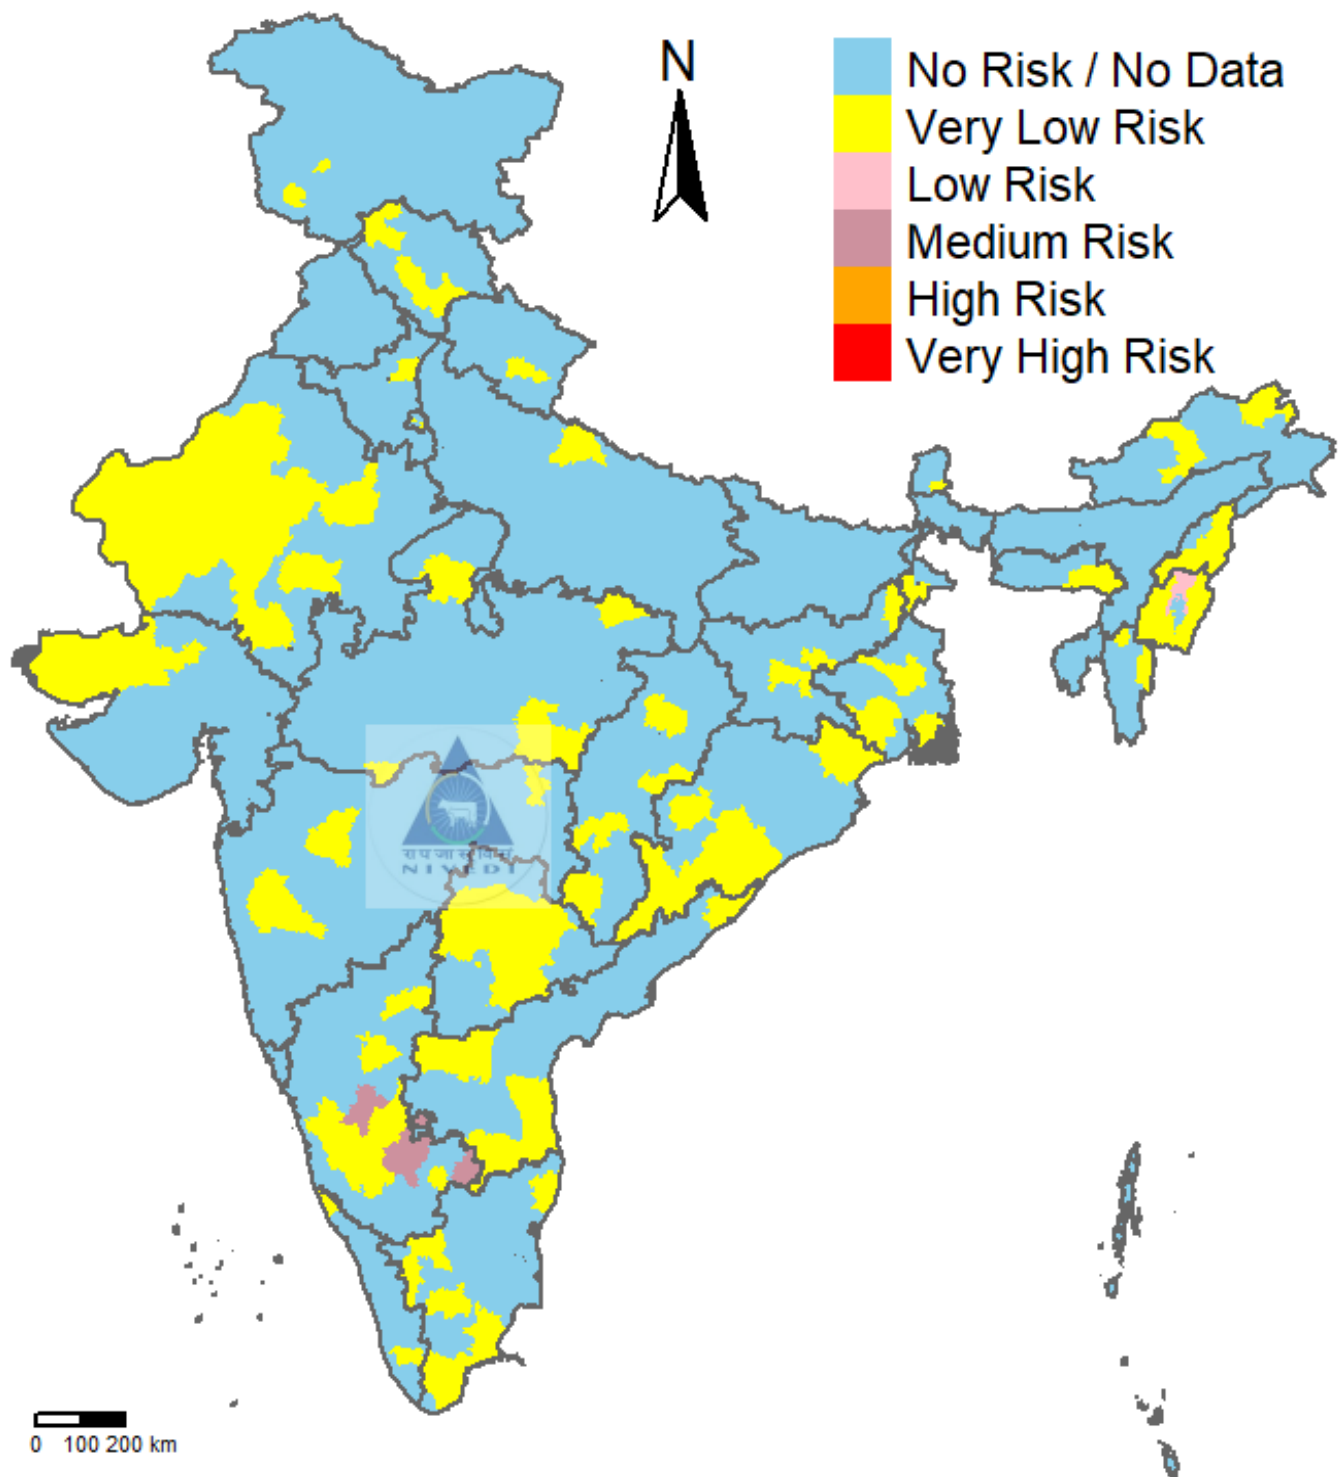 N
No Risk / No Data
Very Low Risk
Low Risk
Medium Risk
High Risk
Very High Risk
NIVEDI
0 100 200 km